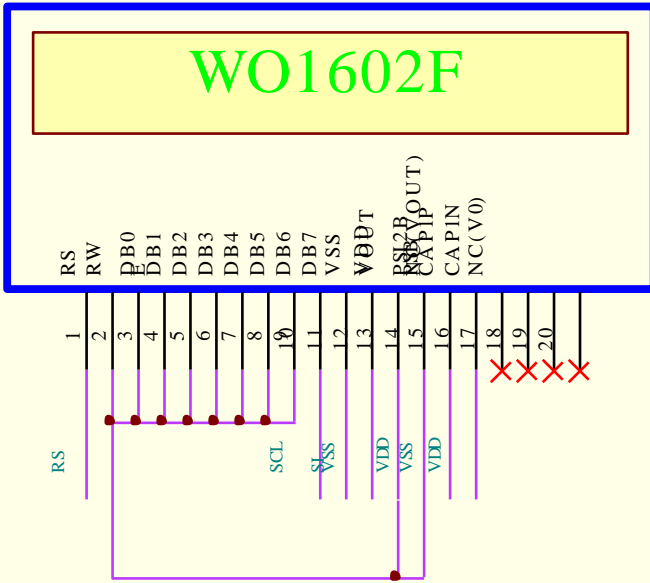 WO1602F
RS
RW
DB0
E
DB1
DB2
DB3
DB4
DB5
DB6
DB7
VSS
VDD
VOUT
PSI2B
CAP1P
CAP1N
NC(V0)
1
2
3
4
5
6
7
8
9
10
11
12
13
14
15
16
17
18
19
20
RS
SCL
SI
VSS
VDD
VSS
VDD